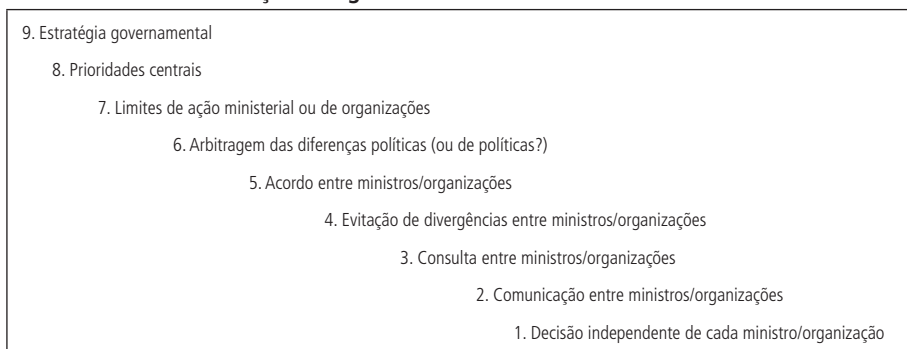 9. Estratégia governamental
8. Prioridades centrais
7. Limites de ação ministerial ou de organizações
6. Arbitragem das diferenças políticas (ou de políticas?)
5. Acordo entre ministros/organizações
4. Evitação de divergências entre ministros/organizações
3. Consulta entre ministros/organizações
2. Comunicação entre ministros/organizações
1. Decisão independente de cada ministro/organização